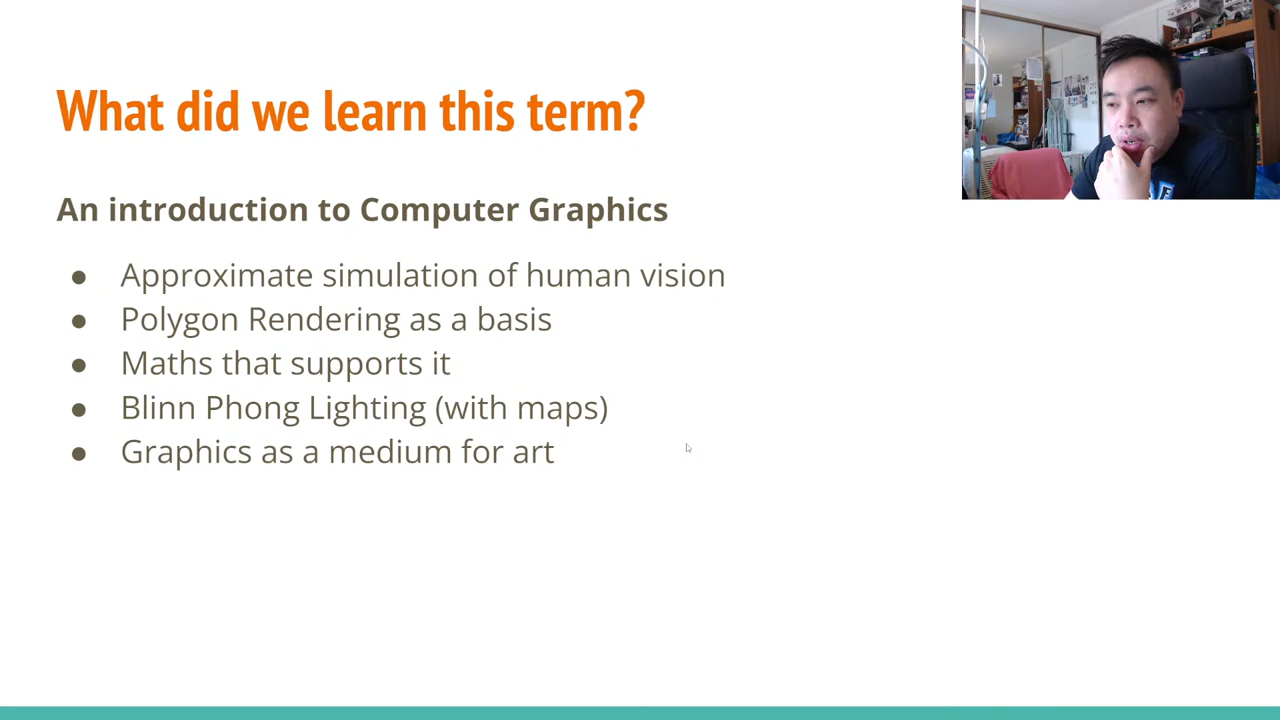 What did we learn this term?
An introduction to Computer Graphics
● Approximate simulation of human vision
● Polygon Rendering as a basis
● Maths that supports it
● Blinn Phong Lighting (with maps)
● Graphics as a medium for art